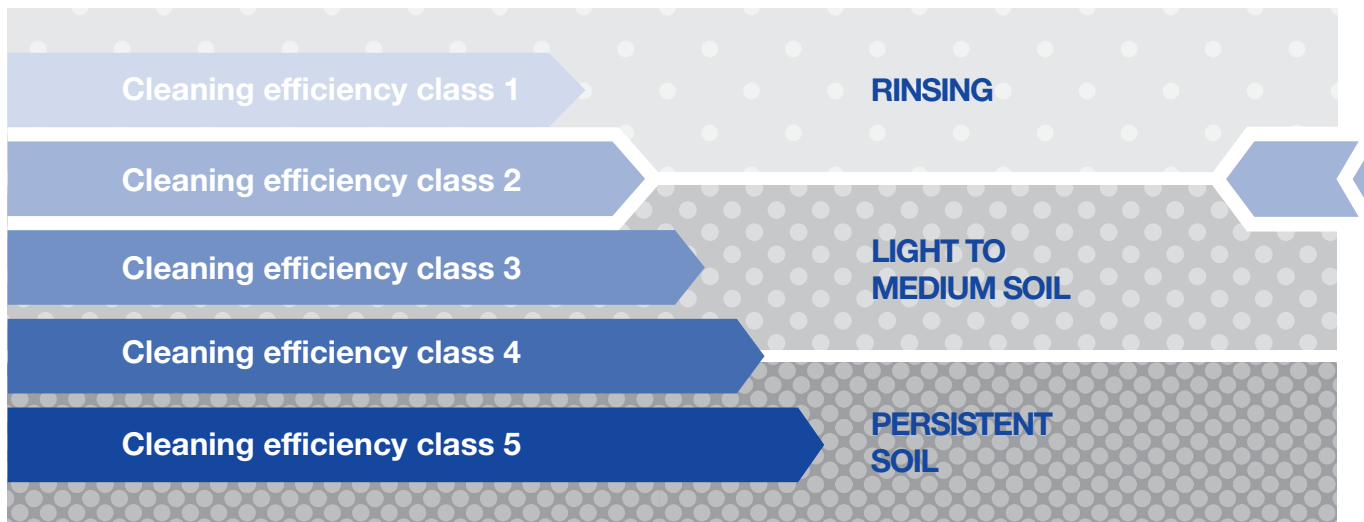 Cleaning efficiency class 1
RINSING
Cleaning efficiency class 2
Cleaning efficiency class 3
LIGHT TO
MEDIUM SOIL
Cleaning efficiency class 4
Cleaning efficiency class 5
PERSISTENT
SOIL